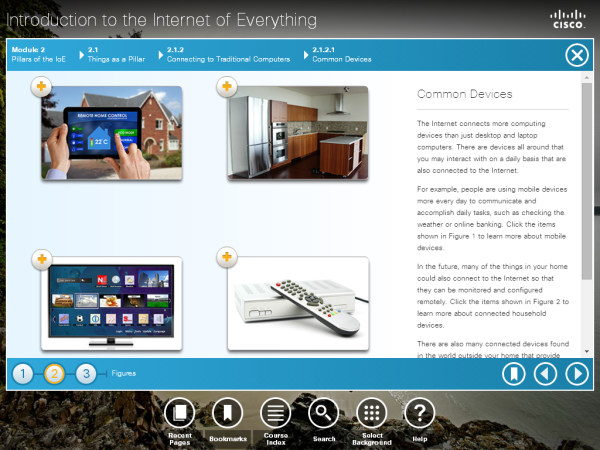 Introduction to the Internet of Everything
CISCO
Module 2
Pillars of the IoE
2.1
Things as a Pillar
2.1.2
Connecting to Traditional Computers
2.1.2.1
Common Devices
REMOTE HOME CONTROL
22°C
Common Devices
The Internet connects more computing
devices than just desktop and laptop
computers. There are devices all around that
you may interact with on a daily basis that are
also connected to the Internet.
For example, people are using mobile devices
more every day to communicate and
accomplish daily tasks, such as checking the
weather or online banking. Click the items
shown in Figure 1 to learn more about mobile
devices.
In the future, many of the things in your home
could also connect to the Internet so that
they can be monitored and configured
remotely. Click the items shown in Figure 2 to
learn more about connected household
devices.
There are also many connected devices found
in the world outside your home that provide
1
2
3
Figures
Recent
Pages
Bookmarks
Course
Index
Search
Select
Background
?
Help